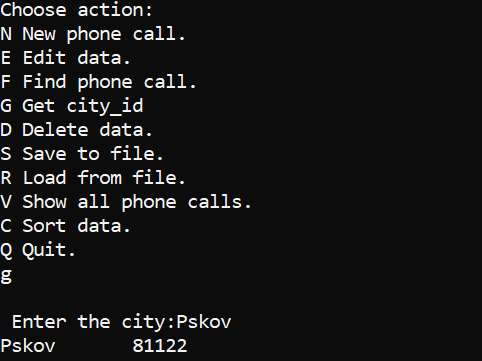 Choose action:
N New phone call.
E Edit data.
F Find phone call.
G Get city_id
D Delete data.
S Save to file.
R Load from file.
V Show all phone calls.
C Sort data.
Q Quit.
g
Enter the city:Pskov
Pskov 81122